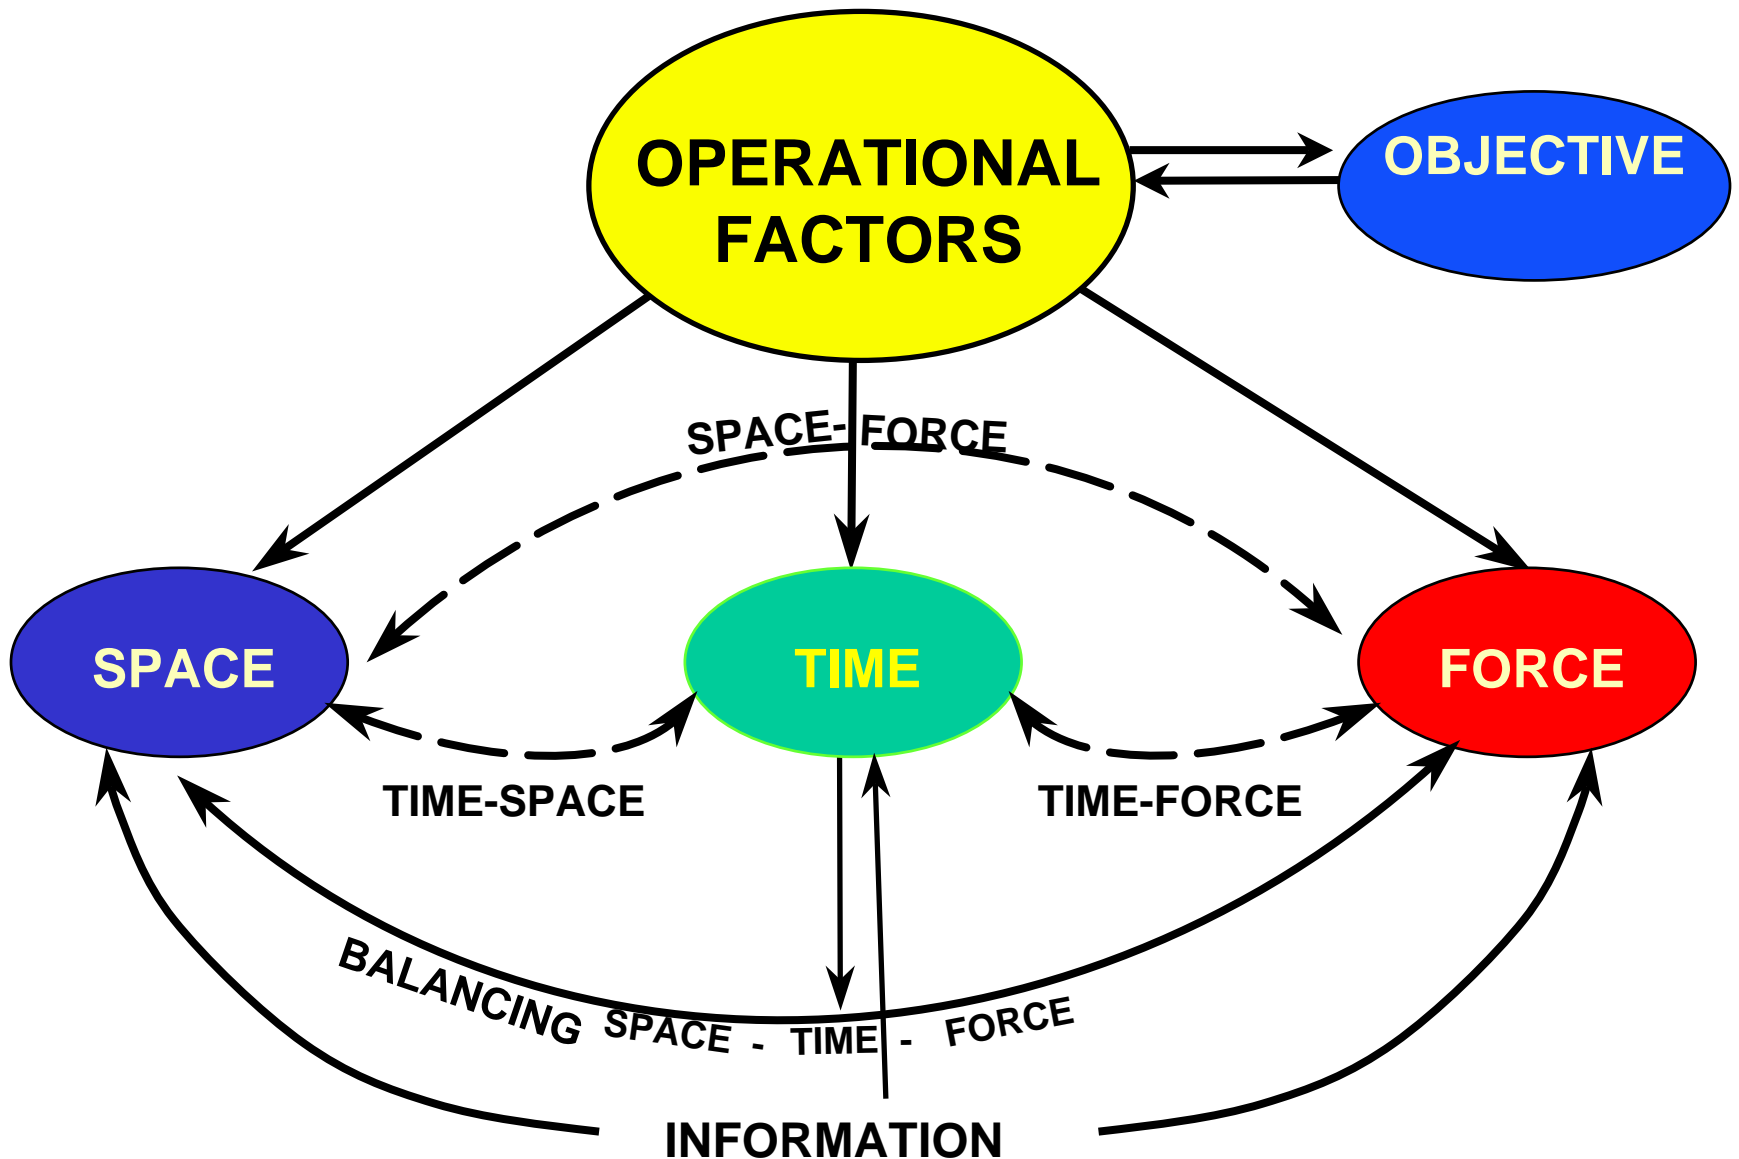 OPERATIONAL
FACTORS
OBJECTIVE
SPACE- FORCE
SPACE
TIME
FORCE
TIME-SPACE
TIME-FORCE
BALANCING SPACE - TIME - FORCE
INFORMATION